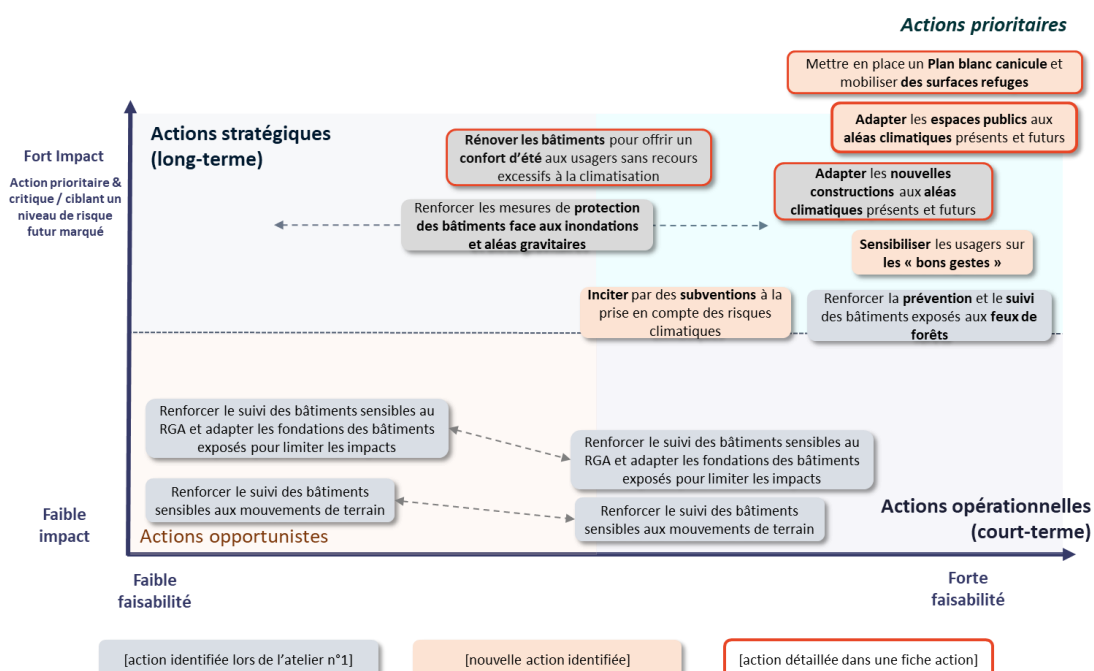 Actions prioritaires
Mettre en place un Plan blanc canicule et
mobiliser des surfaces refuges
Actions stratégiques
(long-terme)
Adapter les espaces publics aux
aléas climatiques présents et futurs
Fort Impact
Action prioritaire &
critique / ciblant un
niveau de risque
futur marqué
Rénover les bâtiments pour offrir un
confort d'été aux usagers sans recours
excessifs à la climatisation
Adapter les nouvelles
constructions aux aléas
climatiques présents et futurs
Renforcer les mesures de protection
des bâtiments face aux inondations
et aléas gravitaires
Sensibiliser les usagers sur
les « bons gestes »
Inciter par des subventions à la
prise en compte des risques
climatiques
Renforcer la prévention et le suivi
des bâtiments exposés aux feux de
forêts
Renforcer le suivi des bâtiments sensibles au
RGA et adapter les fondations des bâtiments
exposés pour limiter les impacts
Renforcer le suivi des bâtiments sensibles au
RGA et adapter les fondations des bâtiments
exposés pour limiter les impacts
Renforcer le suivi des bâtiments
sensibles aux mouvements de terrain
Renforcer le suivi des bâtiments
sensibles aux mouvements de terrain
Faible
impact
Actions opportunistes
Actions opérationnelles
(court-terme)
Faible
faisabilité
Forte
faisabilité
[action identifiée lors de l'atelier n°1]
[nouvelle action identifiée]
[action détaillée dans une fiche action]